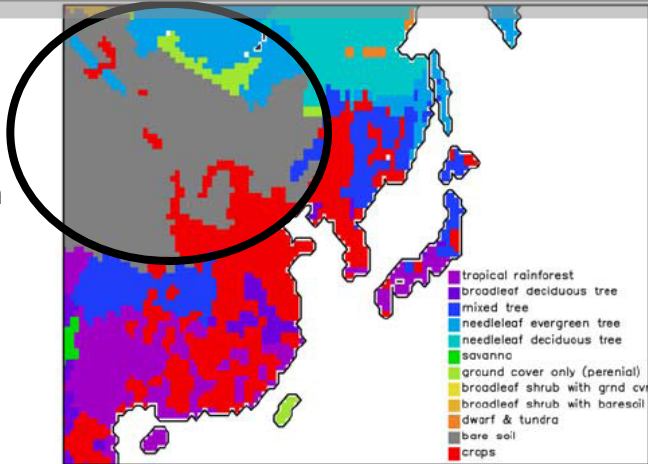 tropical rainforest
broadleaf deciduous tree
mixed tree
needleleaf evergreen tree
needleleaf deciduous tree
savanna
ground cover only (perenial)
broadleaf shrub with grnd cvr
broadleaf shrub with baresoil
dwarf & tundra
bare soil
crops